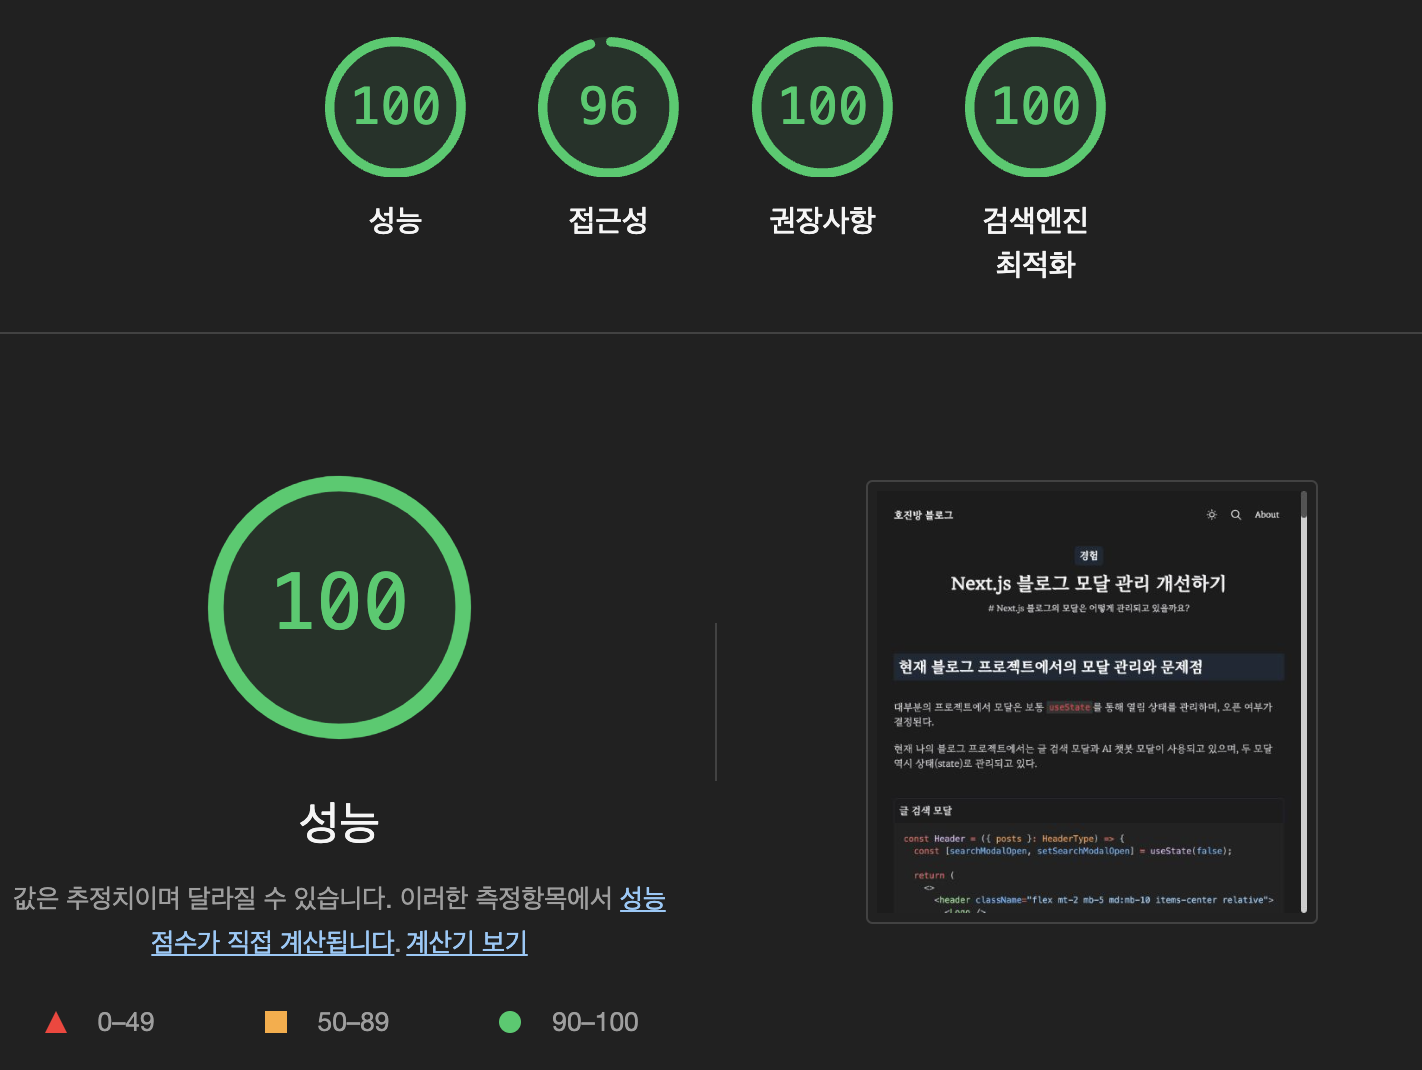 100
96
100
100
성능
접근성
권장사항
검색엔진
최적화
100
성능
값은 추정치이며 달라질 수 있습니다. 이러한 측정항목에서 성능
점수가 직접 계산됩니다. 계산기 보기
0–49
50–89
90–100
호진방 블로그
About
경험
Next.js 블로그 모달 관리 개선하기
# Next.js 블로그의 모달은 어떻게 관리되고 있을까요?
현재 블로그 프로젝트에서의 모달 관리와 문제점
대부분의 프로젝트에서 모달은 보통 useState 를 통해 열림 상태를 관리하며, 오픈 여부가
결정된다.
현재 나의 블로그 프로젝트에서는 글 검색 모달과 AI 챗봇 모달이 사용되고 있으며, 두 모달
역시 상태(state)로 관리되고 있다.
글 검색 모달
const Header = ({ posts }: HeaderType) => {
const [searchModalOpen, setSearchModalOpen] = useState(false);
return (
<>
<header className="flex mt-2 mb-5 md:mb-10 items-center relative">
<Logo />